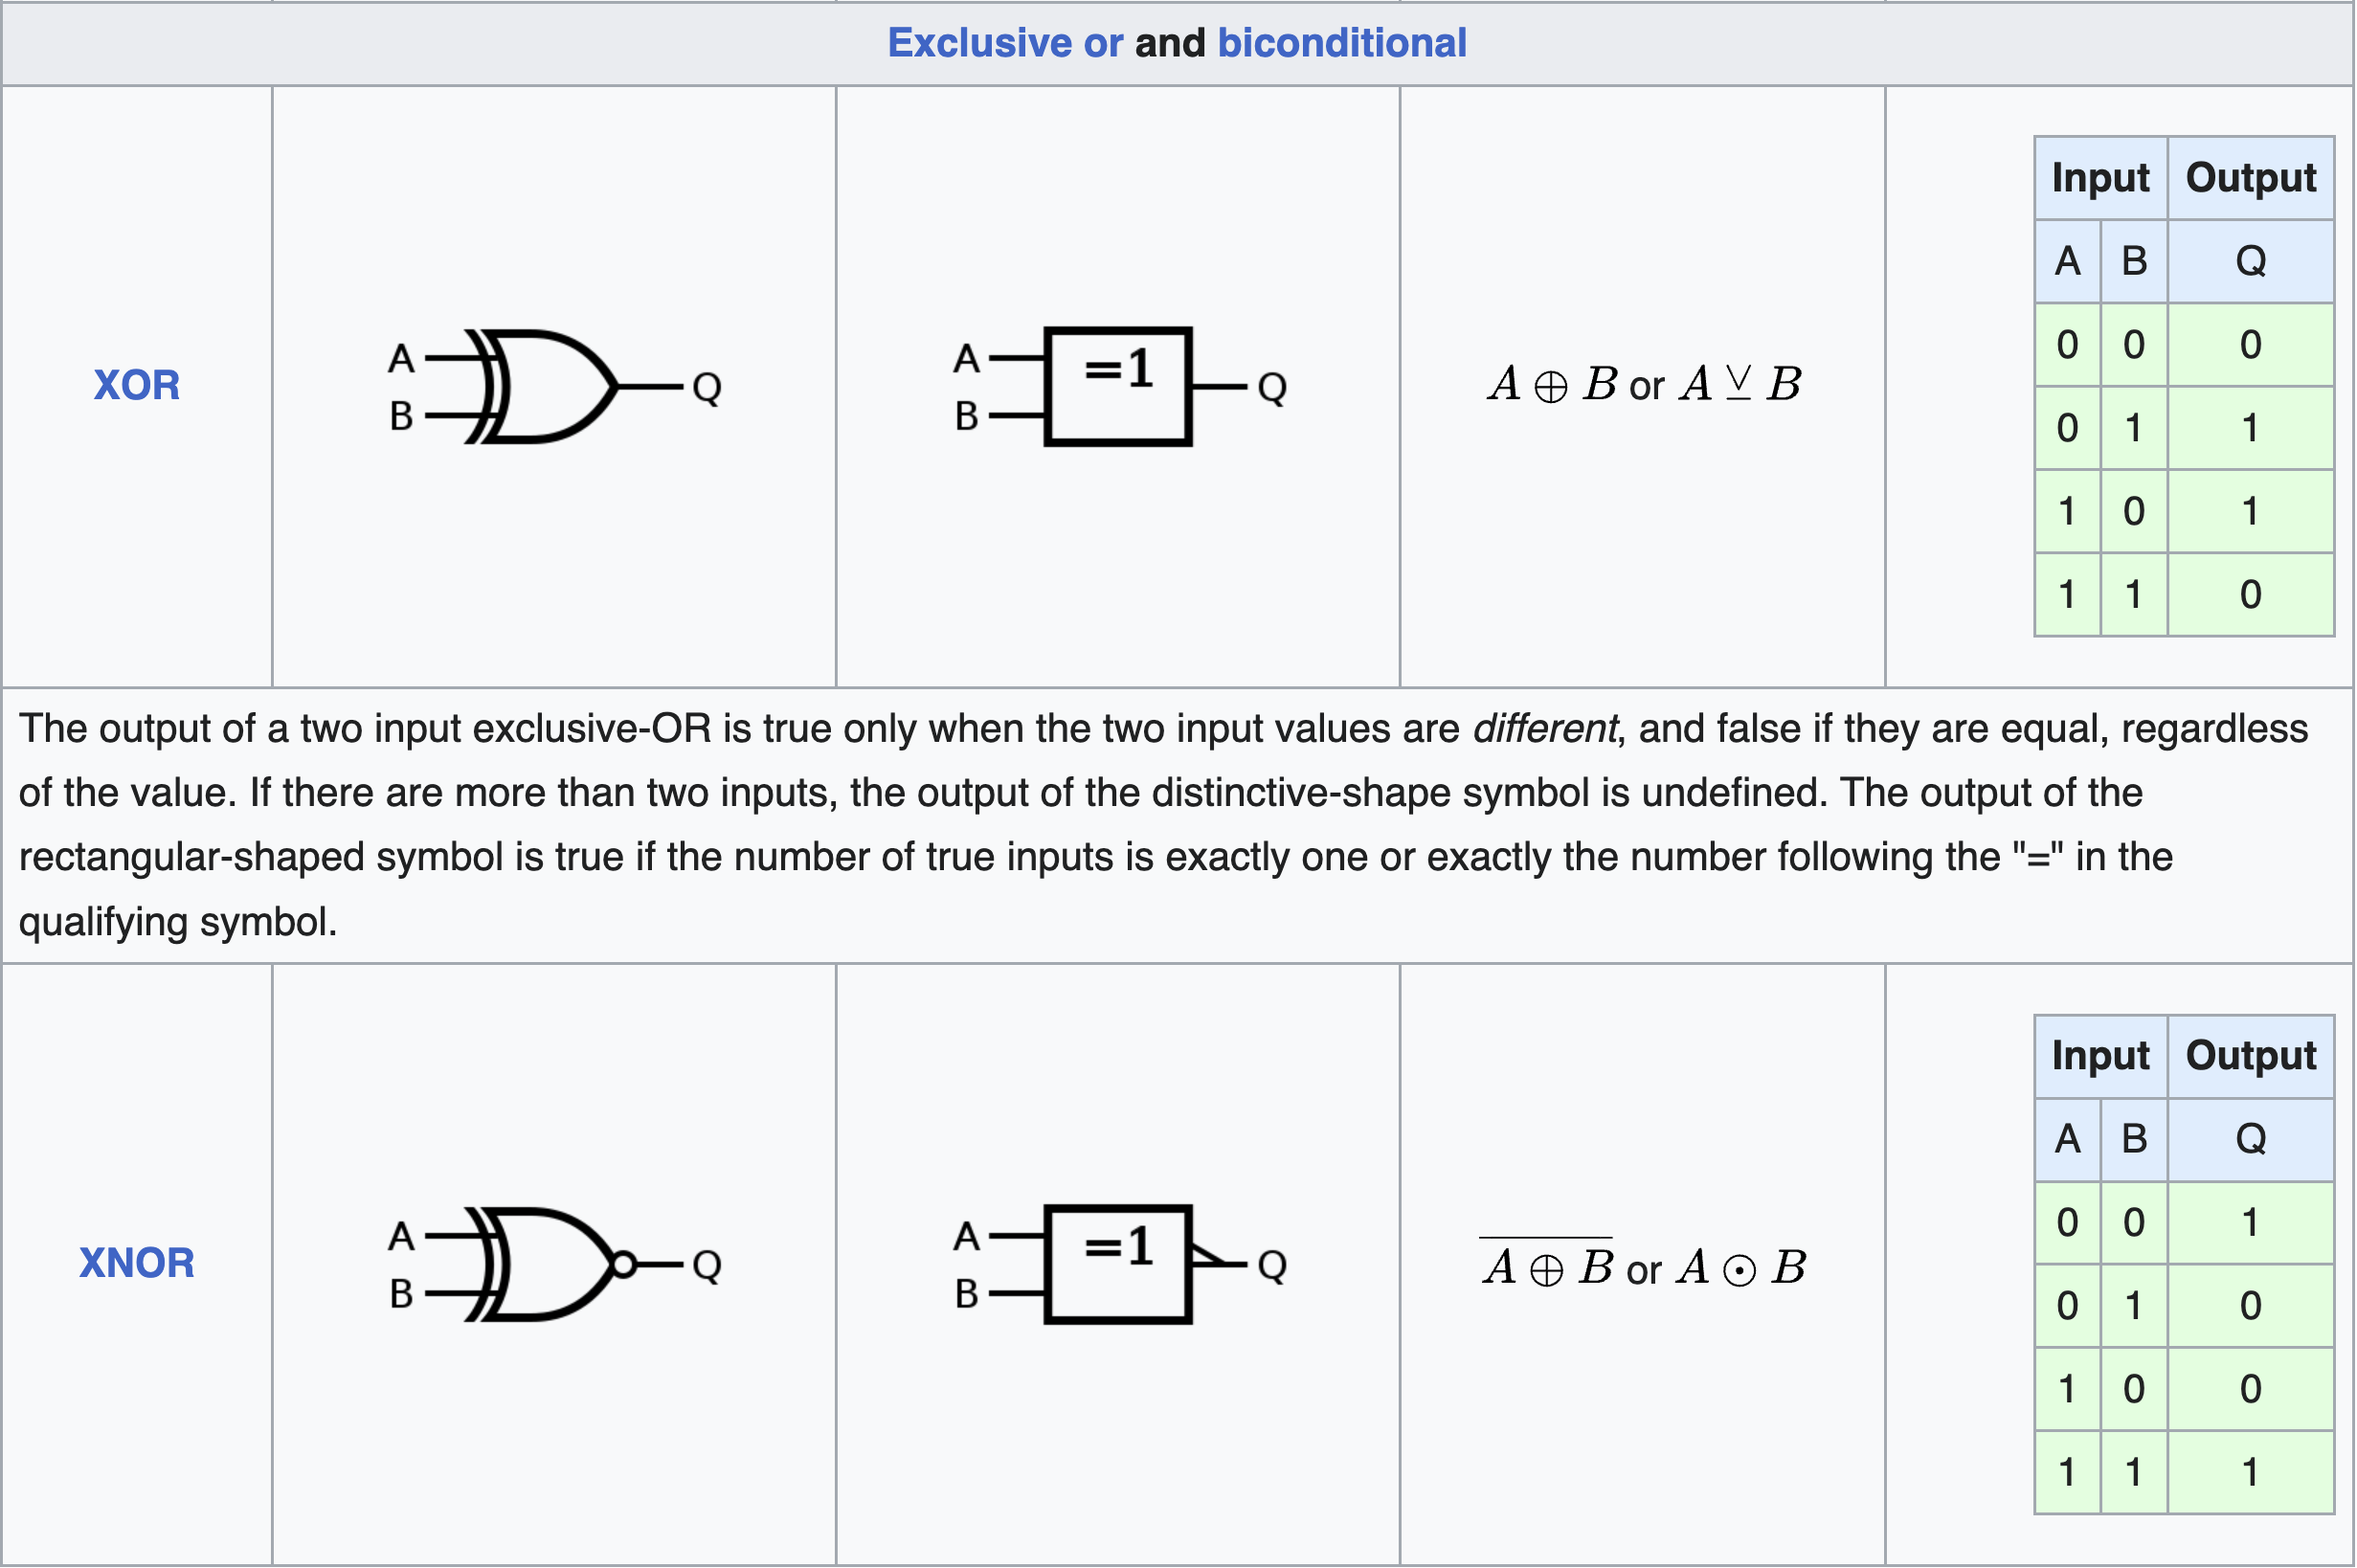 Exclusive or and biconditional
XOR
A
B
Q
A
=1
B
Q
A ⊕ B or A ⊻ B
Input Output
A B Q
0 0 0
0 1 1
1 0 1
1 1 0
The output of a two input exclusive-OR is true only when the two input values are different, and false if they are equal, regardless
of the value. If there are more than two inputs, the output of the distinctive-shape symbol is undefined. The output of the
rectangular-shaped symbol is true if the number of true inputs is exactly one or exactly the number following the "=" in the
qualifying symbol.
XNOR
A
B
Q
A
=1
B
Q
A̅ ̅⊕̅ ̅B̅ or A ⊙ B
Input Output
A B Q
0 0 1
0 1 0
1 0 0
1 1 1